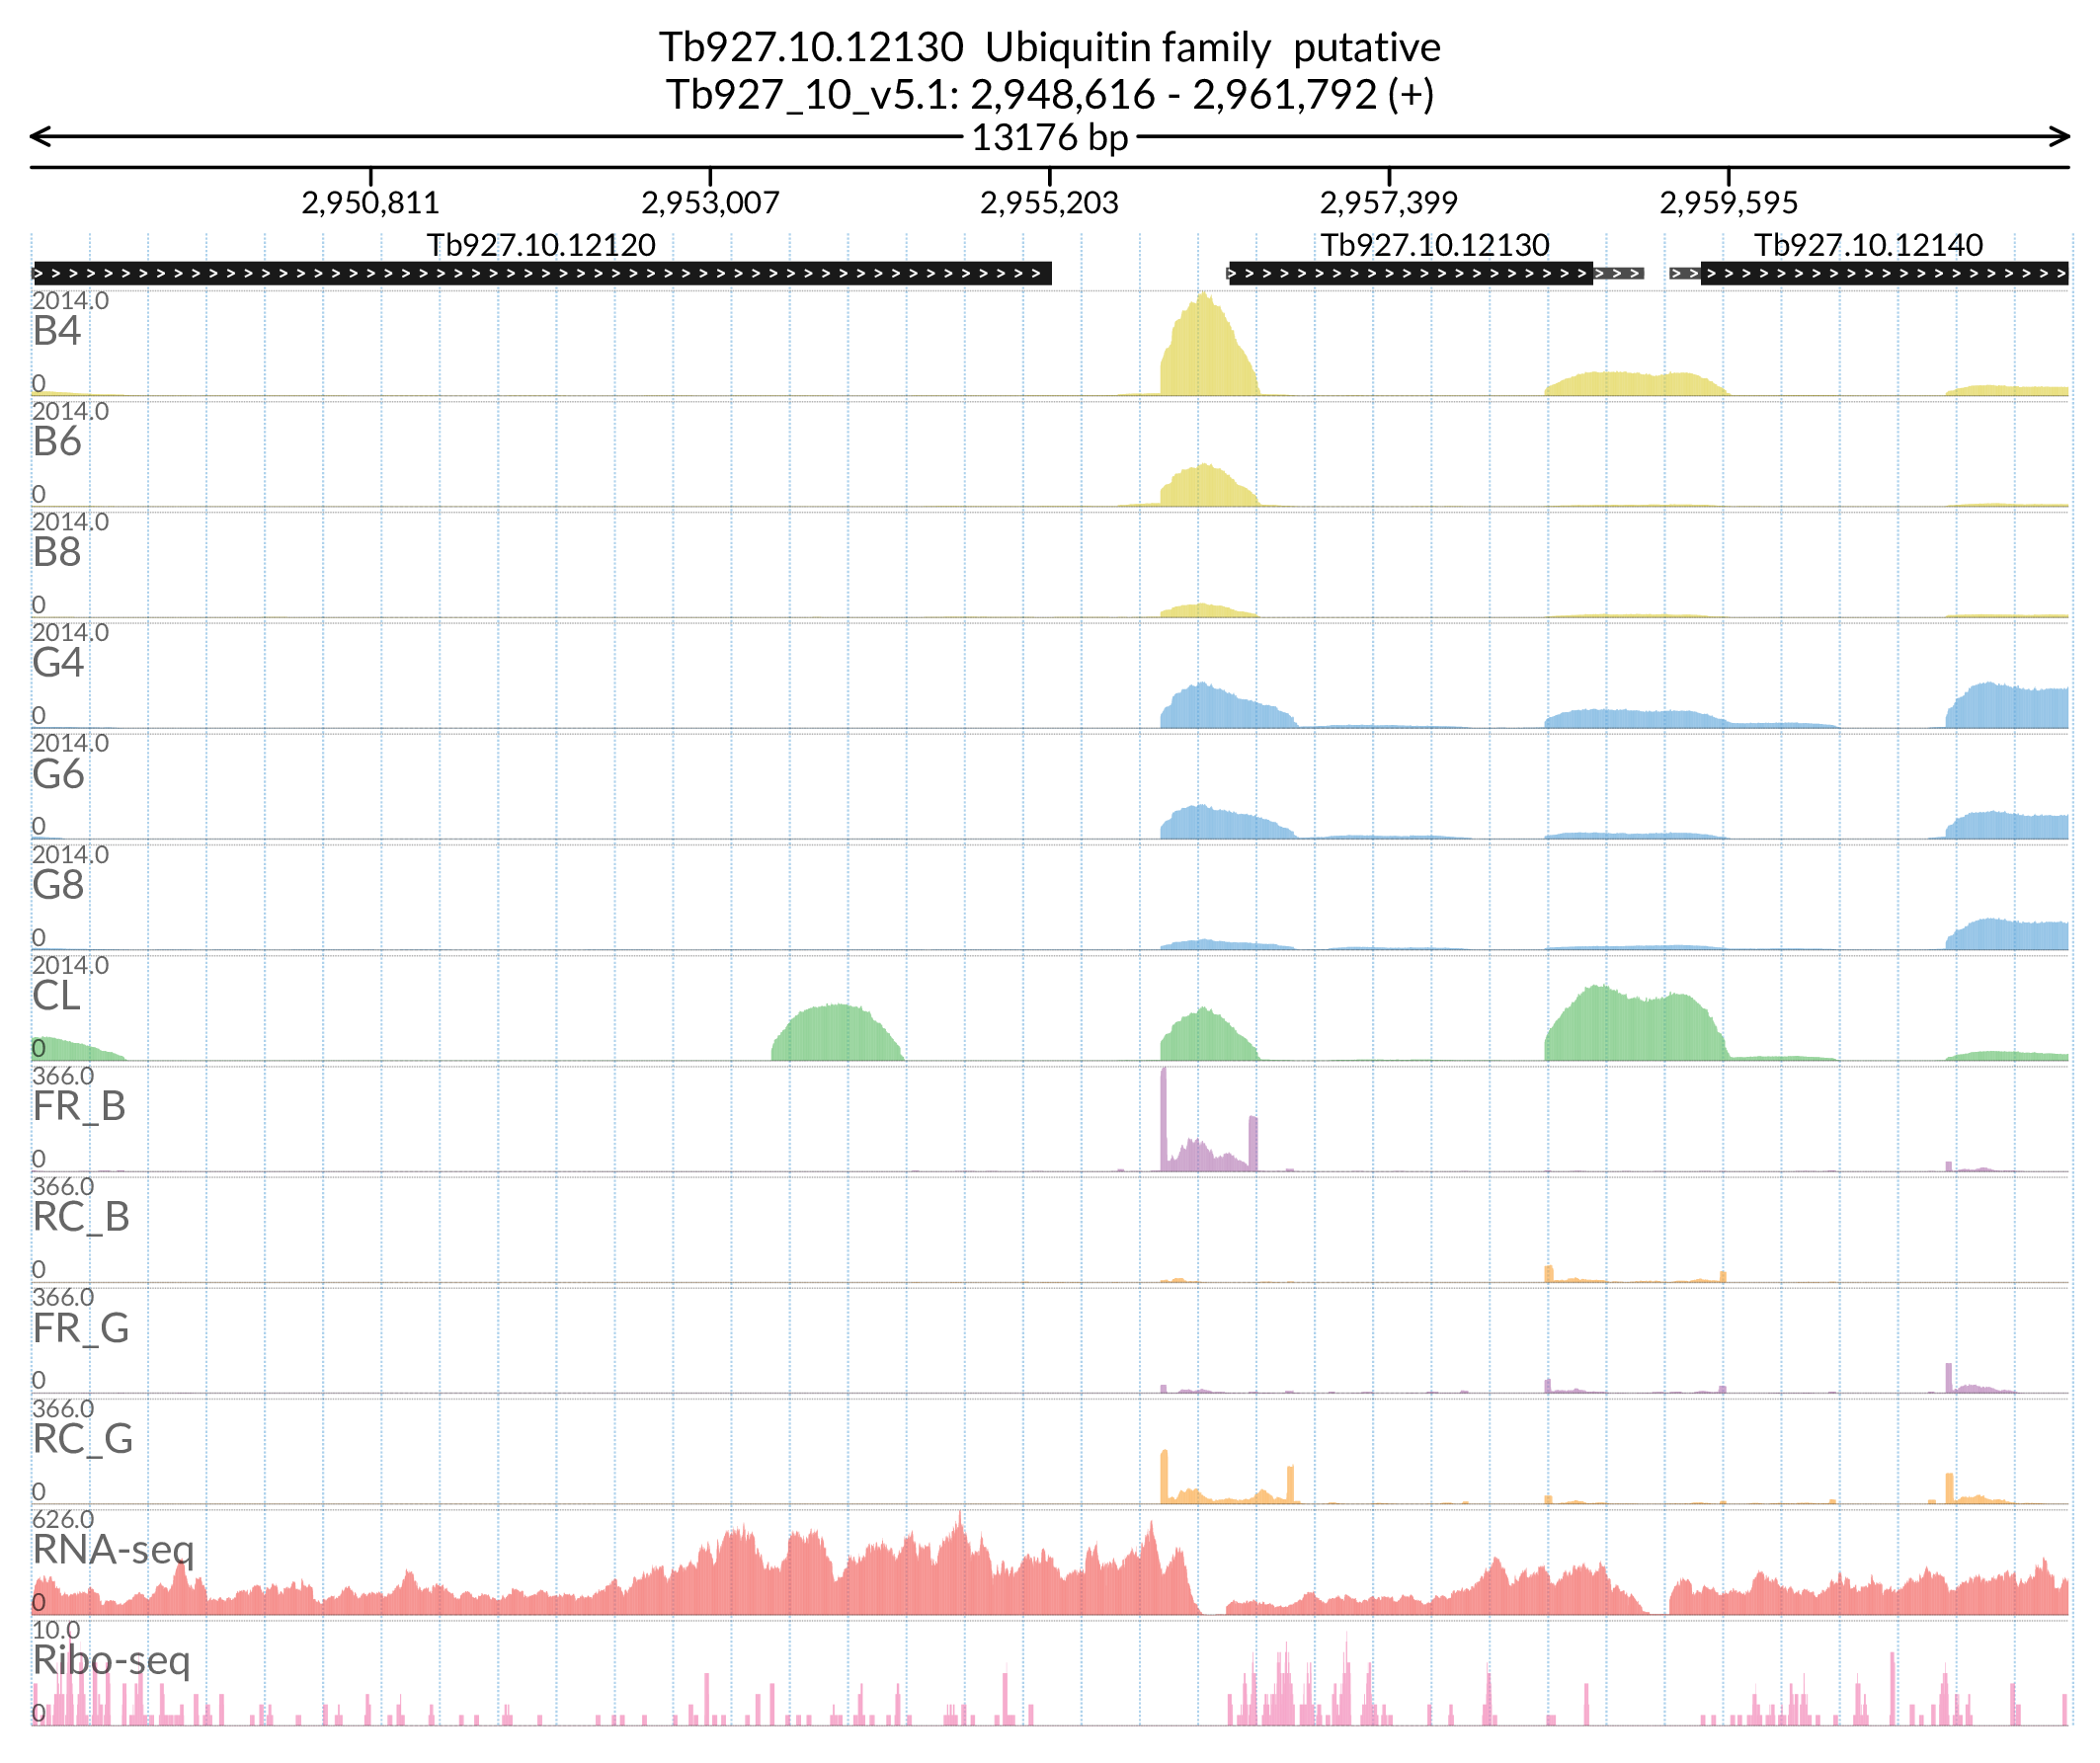 Tb927.10.12130 Ubiquitin family putative
Tb927_10_v5.1: 2,948,616 - 2,961,792 (+)
13176 bp
2,950,811 2,953,007 2,955,203 2,957,399 2,959,595
Tb927.10.12120 Tb927.10.12130 Tb927.10.12140
2014.0
B4
0
2014.0
B6
0
2014.0
B8
0
2014.0
G4
0
2014.0
G6
0
2014.0
G8
0
2014.0
CL
0
366.0
FR_B
0
366.0
RC_B
0
366.0
FR_G
0
366.0
RC_G
0
626.0
RNA-seq
0
10.0
Ribo-seq
0